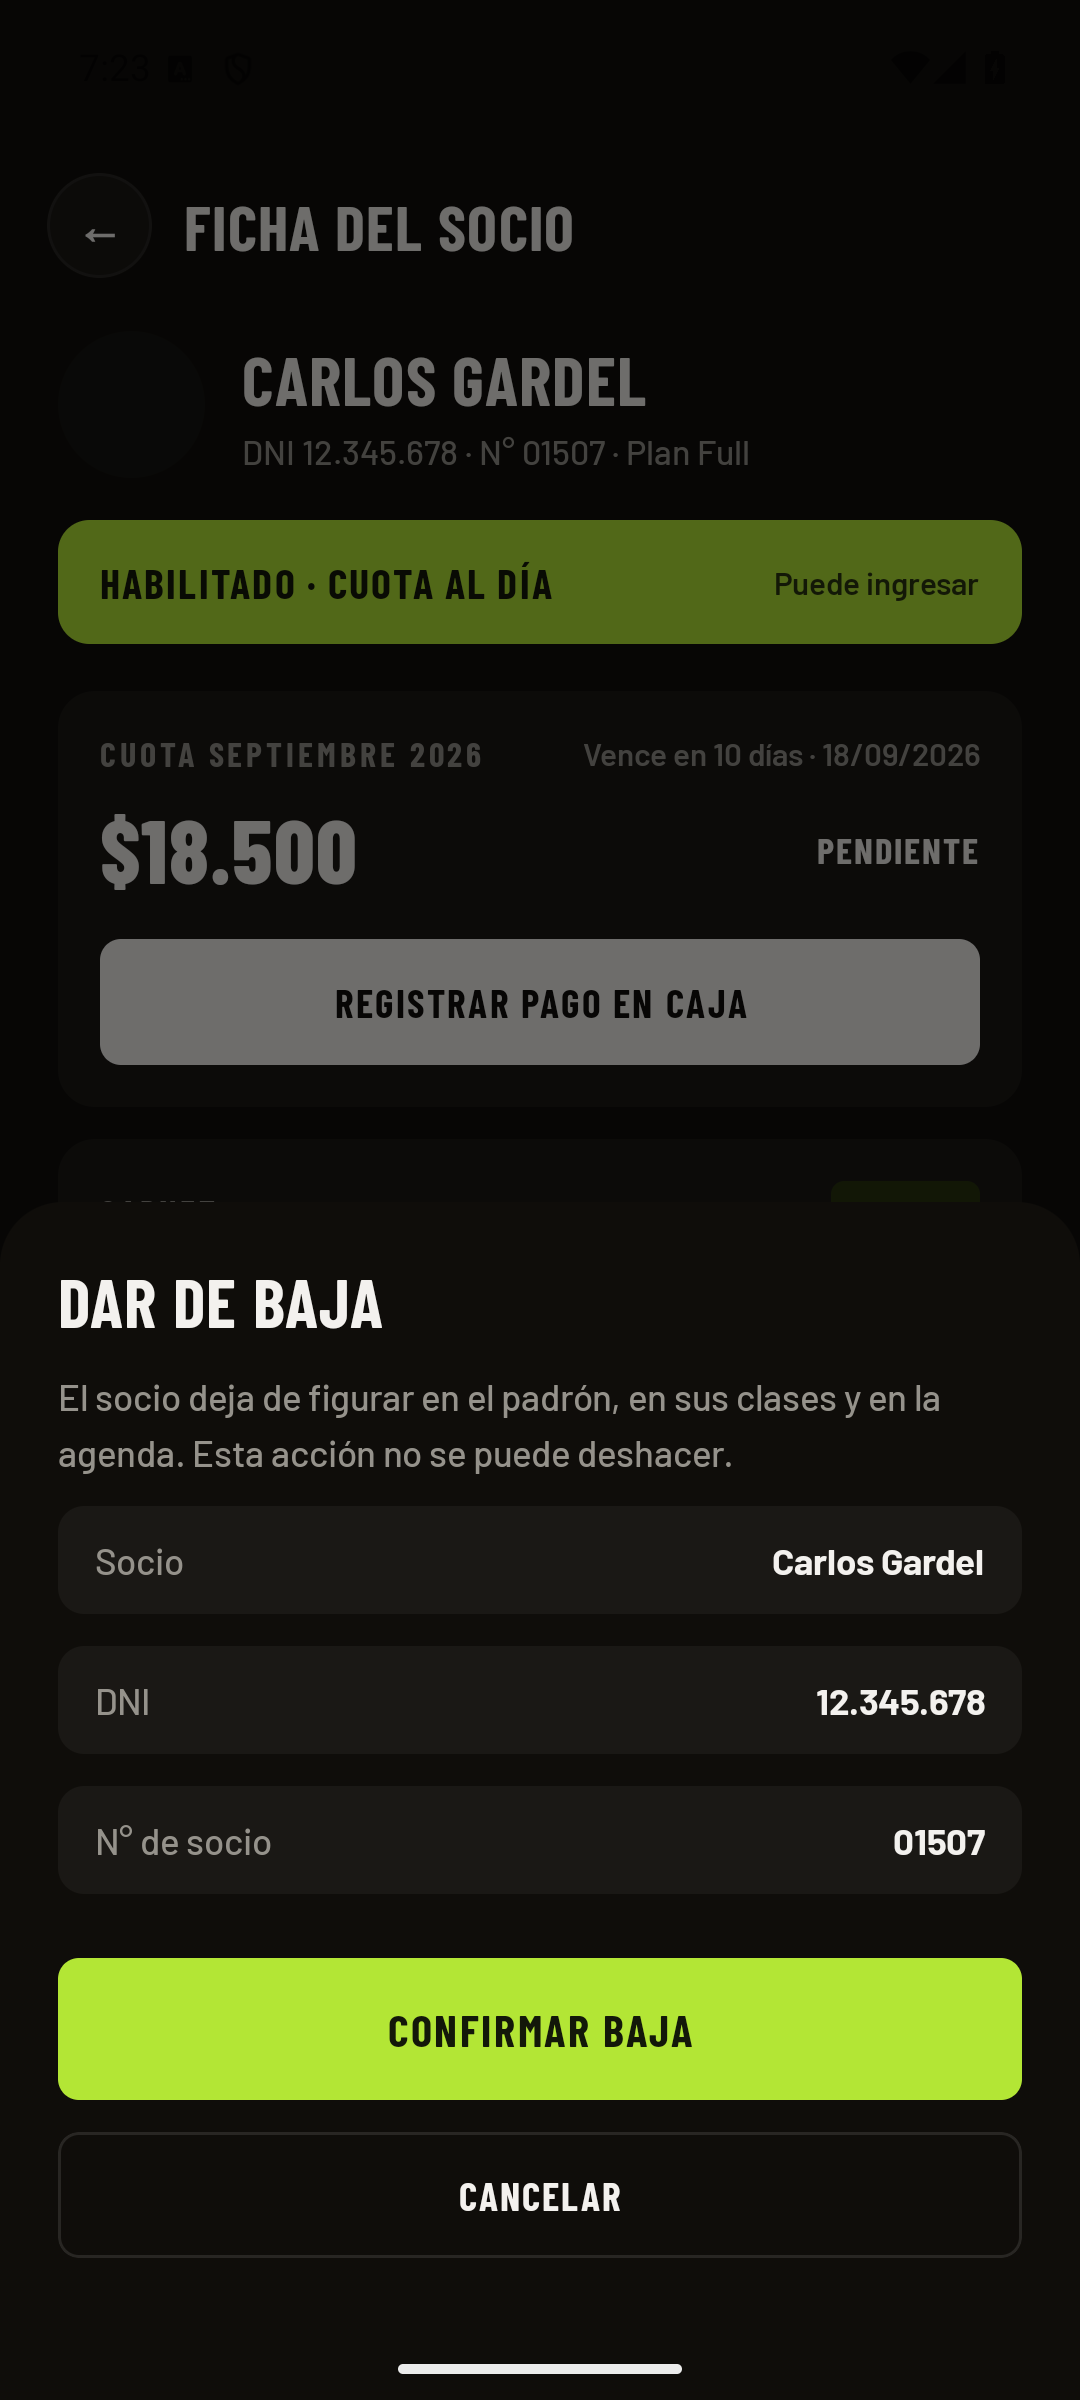 7:23
FICHA DEL SOCIO
CARLOS GARDEL
DNI 12.345.678 · N° 01507 · Plan Full
HABILITADO · CUOTA AL DÍA
Puede ingresar
CUOTA SEPTIEMBRE 2026
Vence en 10 días · 18/09/2026
$18.500
PENDIENTE
REGISTRAR PAGO EN CAJA
DAR DE BAJA
El socio deja de figurar en el padrón, en sus clases y en la
agenda. Esta acción no se puede deshacer.
Socio
Carlos Gardel
DNI
12.345.678
N° de socio
01507
CONFIRMAR BAJA
CANCELAR